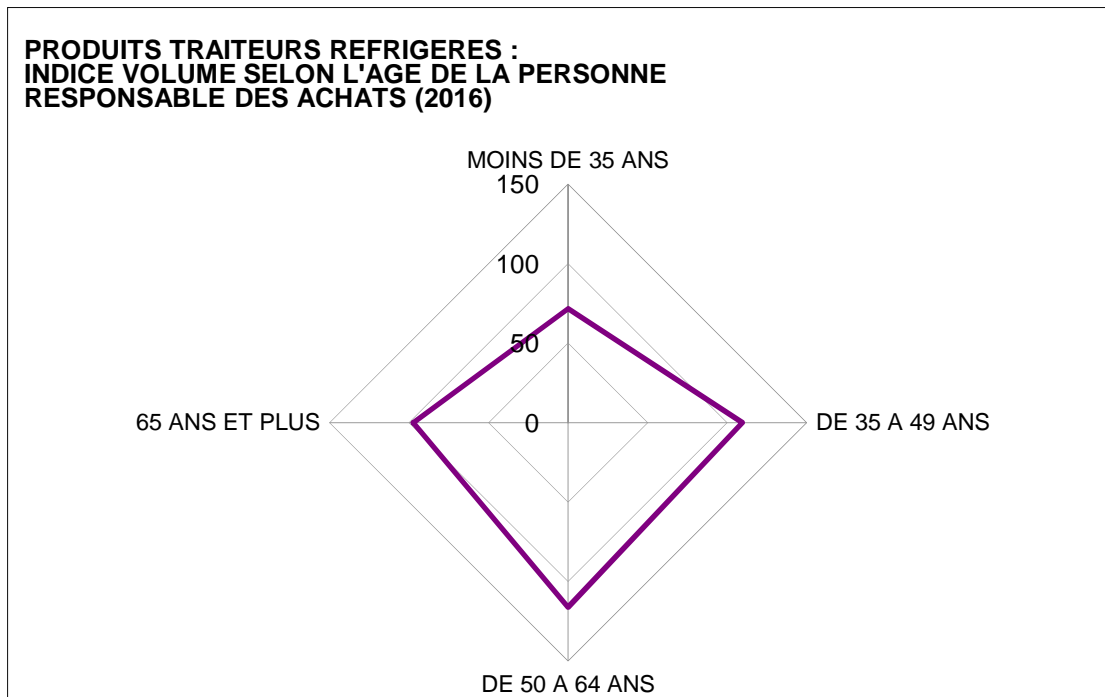 PRODUITS TRAITEURS REFRIGERES :
INDICE VOLUME SELON L'AGE DE LA PERSONNE
RESPONSABLE DES ACHATS (2016)
MOINS DE 35 ANS
150
100
50
65 ANS ET PLUS
0
DE 35 A 49 ANS
DE 50 A 64 ANS